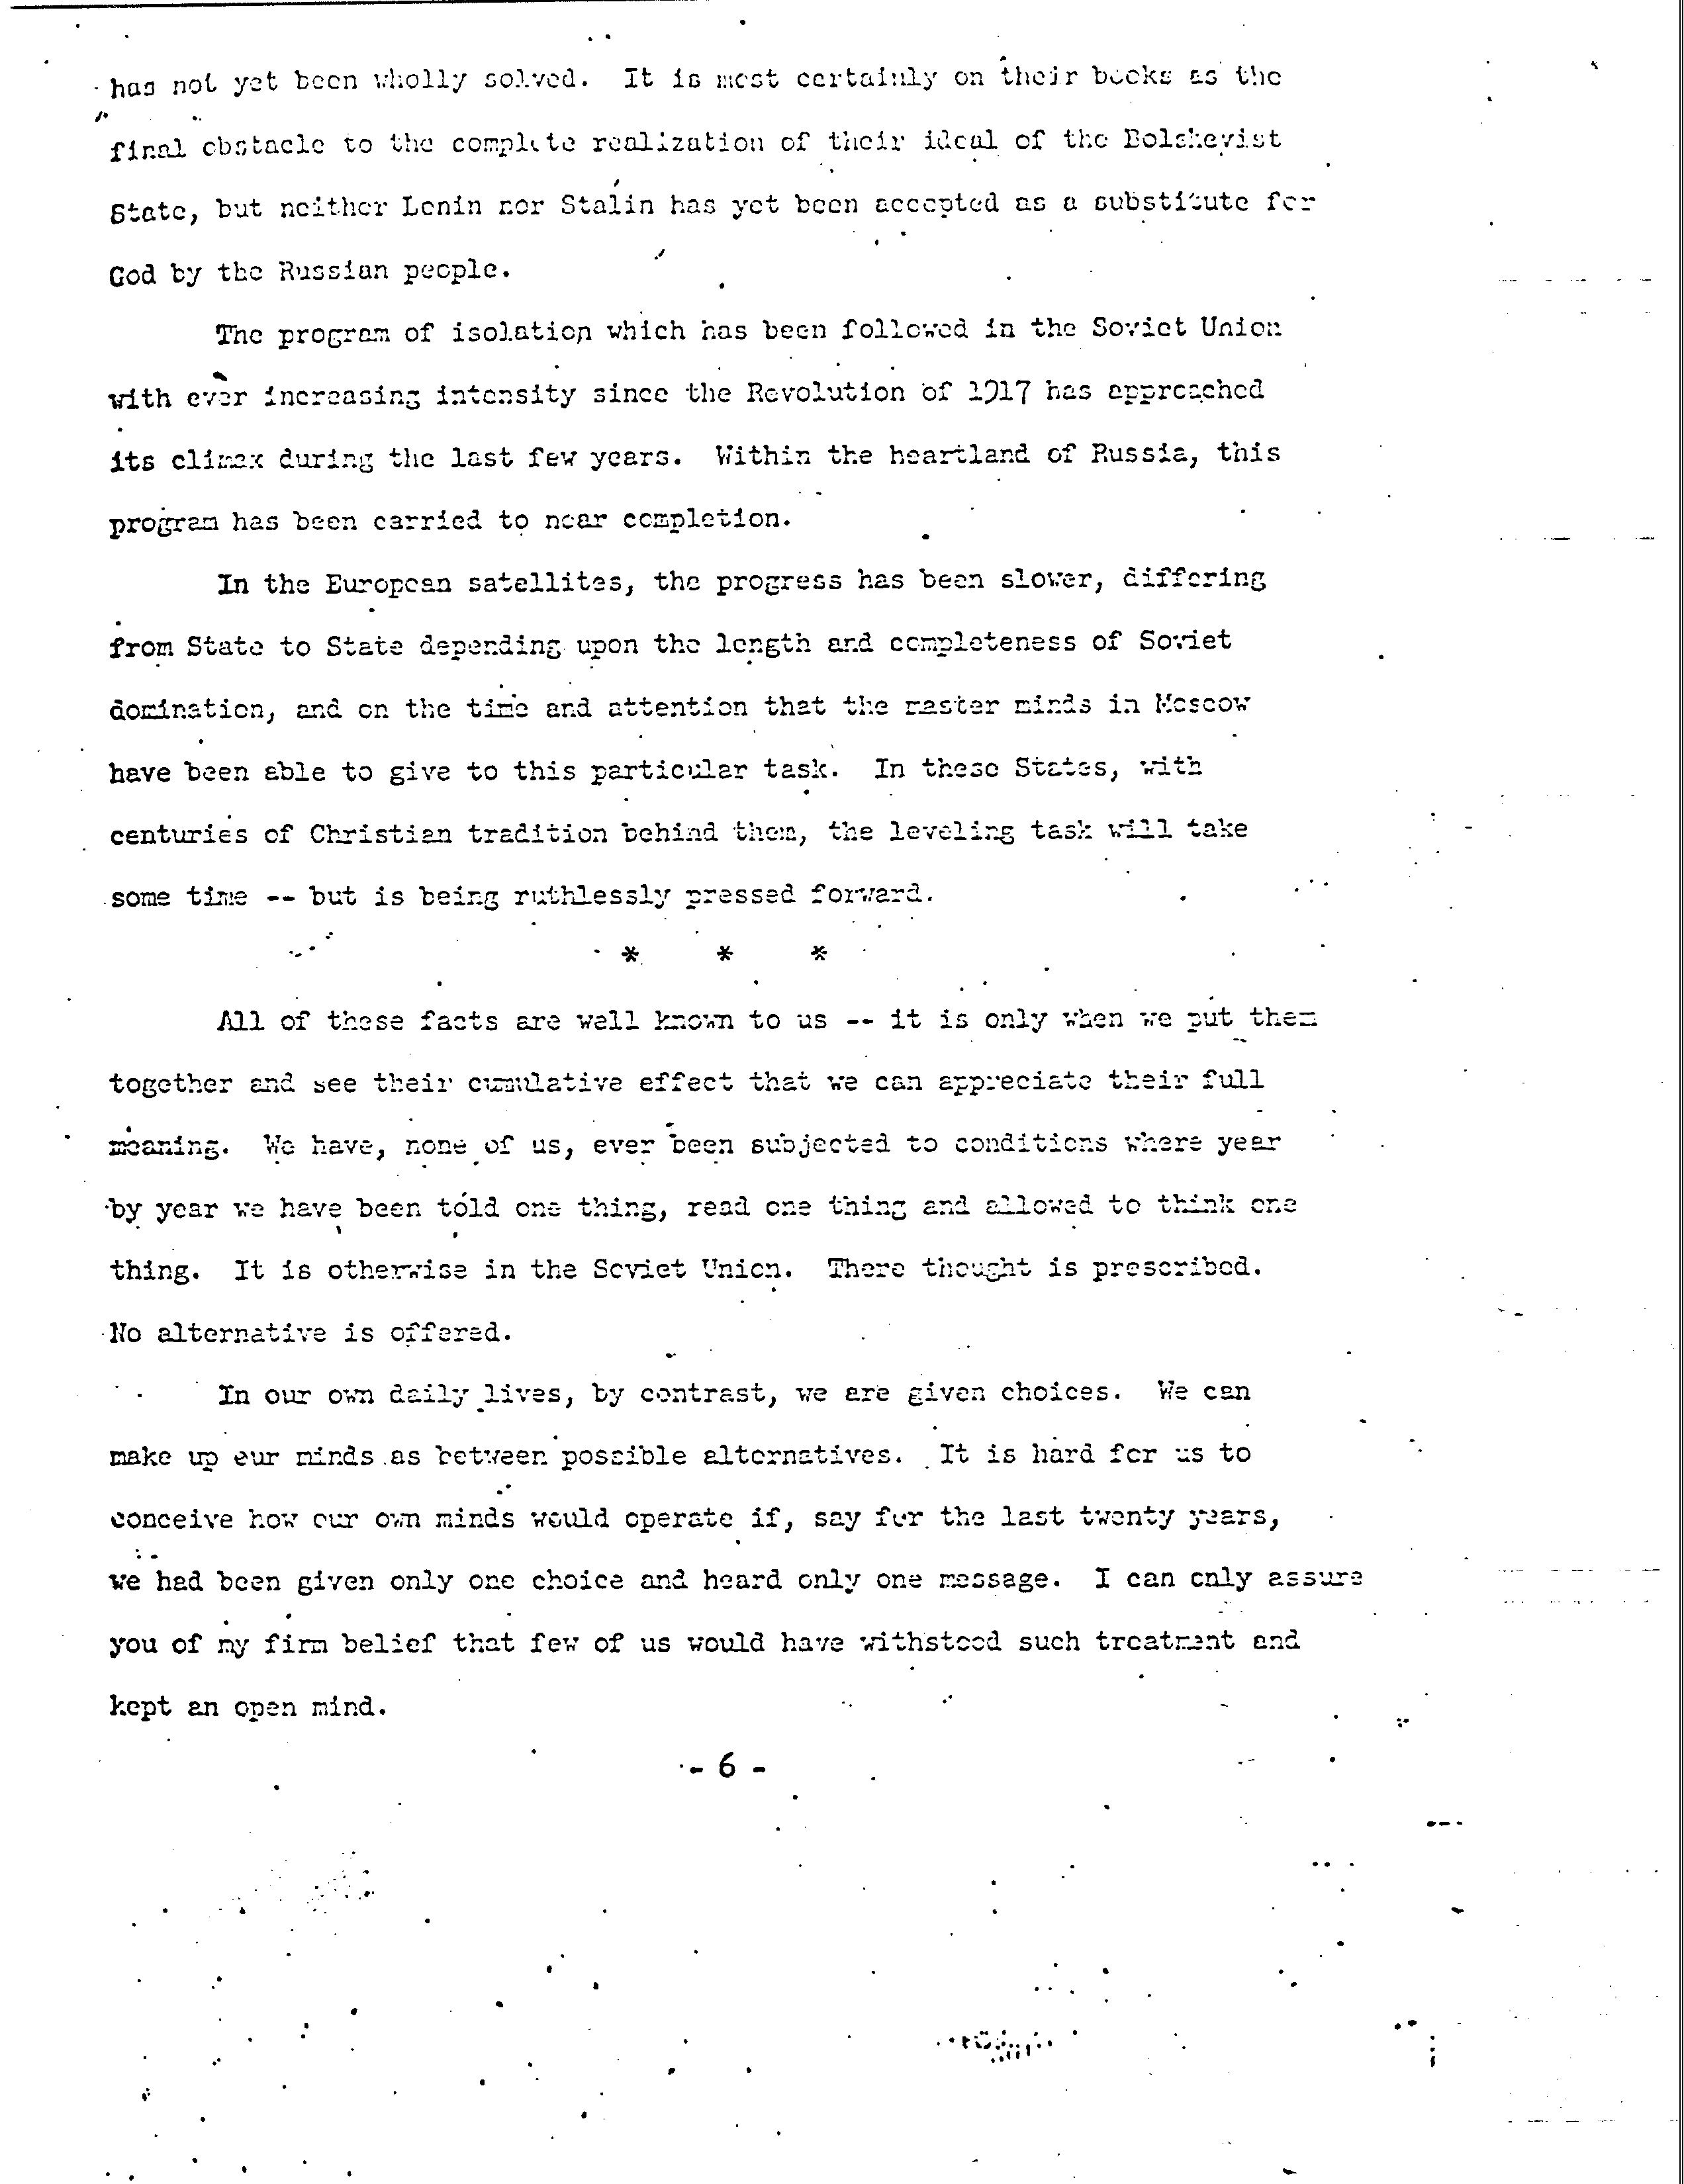 has not yet been wholly solved. It is most certainly on their books as the
final obstacle to the complete realization of their ideal of the Bolshevist
State, but neither Lenin nor Stalin has yet been accepted as a substitute for
God by the Russian people.
The program of isolation which has been followed in the Soviet Union
with ever increasing intensity since the Revolution of 1917 has approached
its climax during the last few years. Within the heartland of Russia, this
program has been carried to near completion.
In the European satellites, the progress has been slower, differing
from State to State depending upon the length and completeness of Soviet
domination, and on the time and attention that the master minds in Moscow
have been able to give to this particular task. In these States, with
centuries of Christian tradition behind them, the leveling task will take
some time -- but is being ruthlessly pressed forward.
* * *
All of these facts are well known to us -- it is only when we put them
together and see their cumulative effect that we can appreciate their full
meaning. We have, none of us, ever been subjected to conditions where year
by year we have been told one thing, read one thing and allowed to think one
thing. It is otherwise in the Soviet Union. There thought is prescribed.
No alternative is offered.
In our own daily lives, by contrast, we are given choices. We can
make up our minds as between possible alternatives. It is hard for us to
conceive how our own minds would operate if, say for the last twenty years,
we had been given only one choice and heard only one message. I can only assure
you of my firm belief that few of us would have withstood such treatment and
kept an open mind.
- 6 -